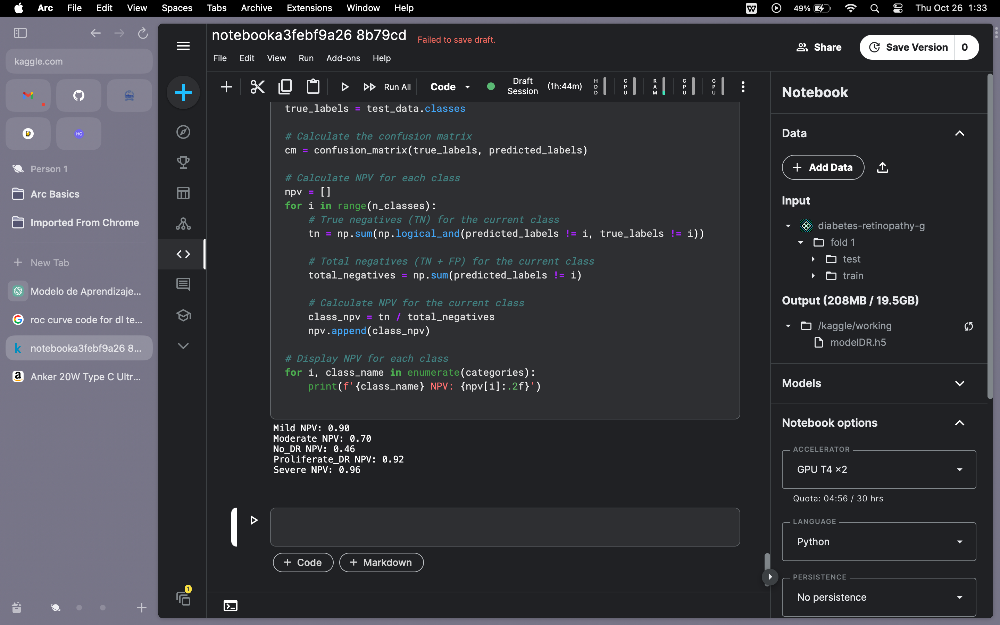 Arc File Edit View Spaces Tabs Archive Extensions Window Help 49% Thu Oct 26 1:33
kaggle.com
HC
Person 1
Arc Basics
Imported From Chrome
New Tab
Modelo de Aprendizaje...
roc curve code for dl te...
notebooka3febf9a26 8...
Anker 20W Type C Ultr...
notebooka3febf9a26 8b79cd Failed to save draft.
Share Save Version 0
File Edit View Run Add-ons Help
Run All Code Draft Session (1h:44m) HDD CPU RAM GPU GPU
true_labels = test_data.classes
# Calculate the confusion matrix
cm = confusion_matrix(true_labels, predicted_labels)
# Calculate NPV for each class
npv = []
for i in range(n_classes):
# True negatives (TN) for the current class
tn = np.sum(np.logical_and(predicted_labels != i, true_labels != i))
# Total negatives (TN + FP) for the current class
total_negatives = np.sum(predicted_labels != i)
# Calculate NPV for the current class
class_npv = tn / total_negatives
npv.append(class_npv)
# Display NPV for each class
for i, class_name in enumerate(categories):
print(f'{class_name} NPV: {npv[i]:.2f}')
Mild NPV: 0.90
Moderate NPV: 0.70
No_DR NPV: 0.46
Proliferate_DR NPV: 0.92
Severe NPV: 0.96
+ Code + Markdown
1
Notebook
Data
+ Add Data
Input
diabetes-retinopathy-g
fold 1
test
train
Output (208MB / 19.5GB)
/kaggle/working
modelDR.h5
Models
Notebook options
ACCELERATOR
GPU T4 ×2
Quota: 04:56 / 30 hrs
LANGUAGE
Python
PERSISTENCE
No persistence